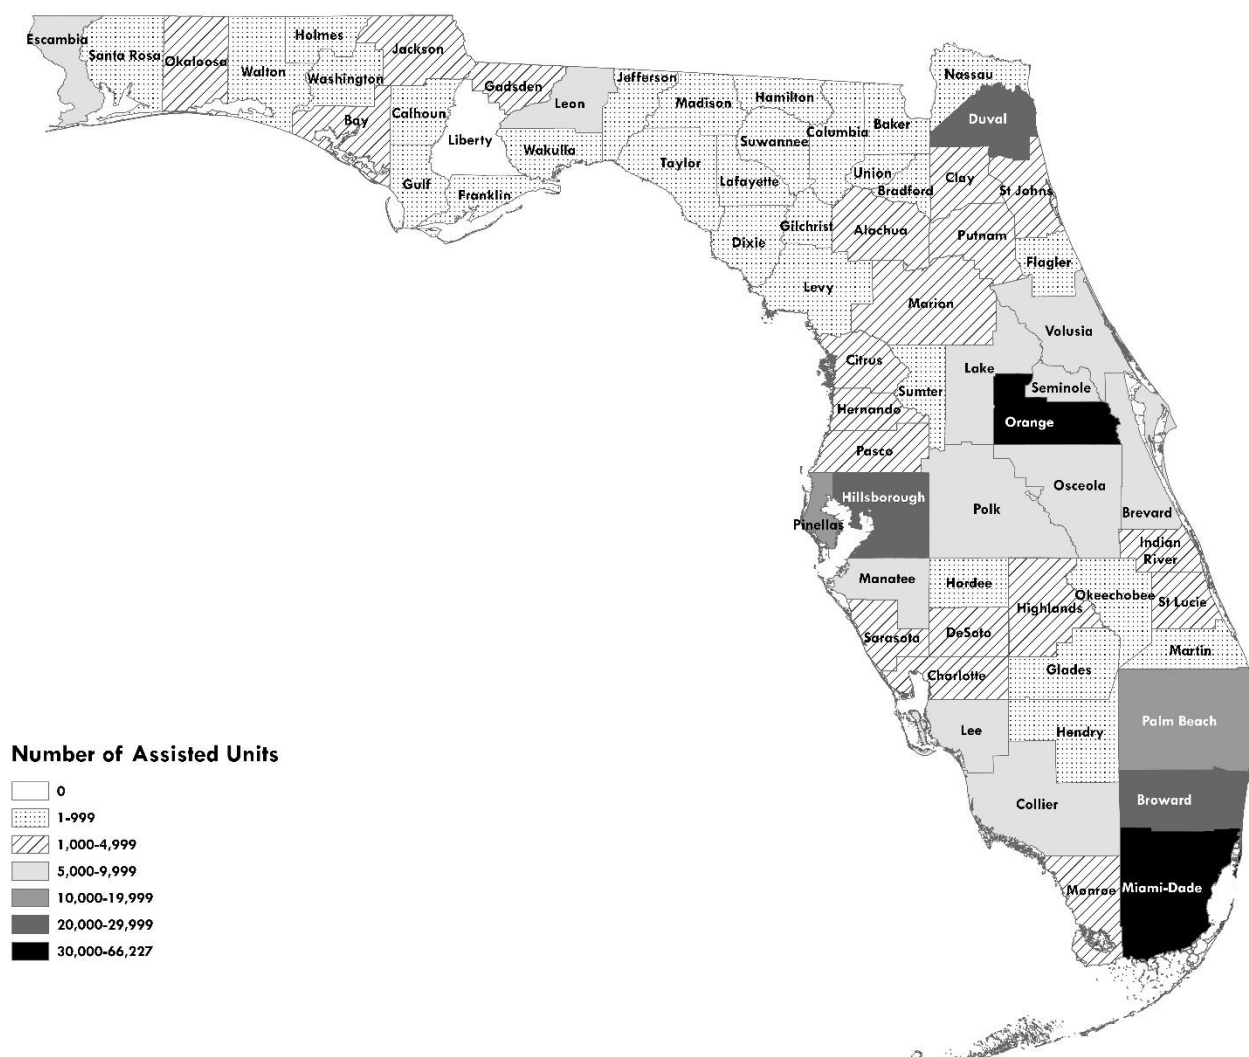 Escambia
Santa Rosa
Okaloosa
Walton
Holmes
Washington
Jackson
Bay
Calhoun
Gulf
Gadsden
Liberty
Franklin
Leon
Wakulla
Jefferson
Madison
Taylor
Hamilton
Suwannee
Lafayette
Dixie
Columbia
Gilchrist
Levy
Baker
Union
Bradford
Alachua
Nassau
Duval
Clay
St Johns
Putnam
Flagler
Marion
Volusia
Citrus
Sumter
Lake
Seminole
Hernando
Orange
Pasco
Hillsborough
Pinellas
Polk
Osceola
Brevard
Indian
River
Manatee
Hardee
Highlands
Okeechobee
St Lucie
Sarasota
DeSoto
Martin
Charlotte
Glades
Lee
Hendry
Palm Beach
Collier
Broward
Monroe
Miami-Dade
Number of Assisted Units
0
1-999
1,000-4,999
5,000-9,999
10,000-19,999
20,000-29,999
30,000-66,227